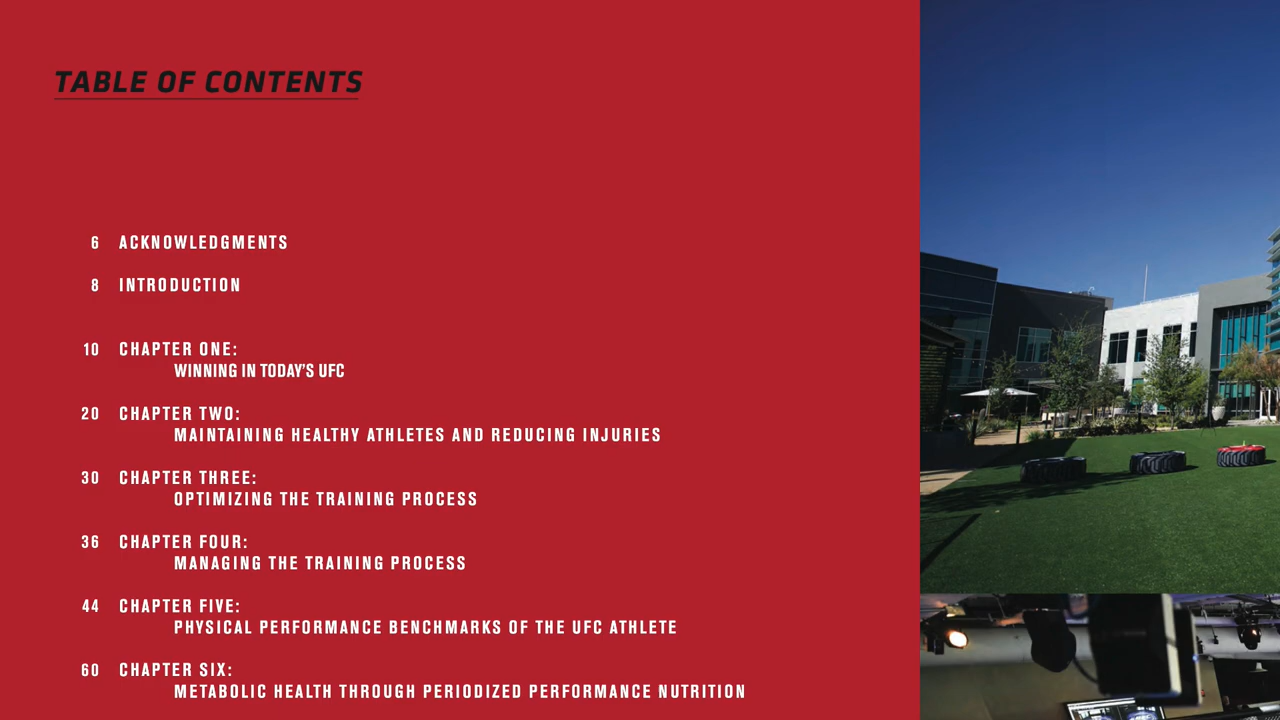 TABLE OF CONTENTS
6 ACKNOWLEDGMENTS
8 INTRODUCTION
10 CHAPTER ONE:
WINNING IN TODAY'S UFC
20 CHAPTER TWO:
MAINTAINING HEALTHY ATHLETES AND REDUCING INJURIES
30 CHAPTER THREE:
OPTIMIZING THE TRAINING PROCESS
36 CHAPTER FOUR:
MANAGING THE TRAINING PROCESS
44 CHAPTER FIVE:
PHYSICAL PERFORMANCE BENCHMARKS OF THE UFC ATHLETE
60 CHAPTER SIX:
METABOLIC HEALTH THROUGH PERIODIZED PERFORMANCE NUTRITION